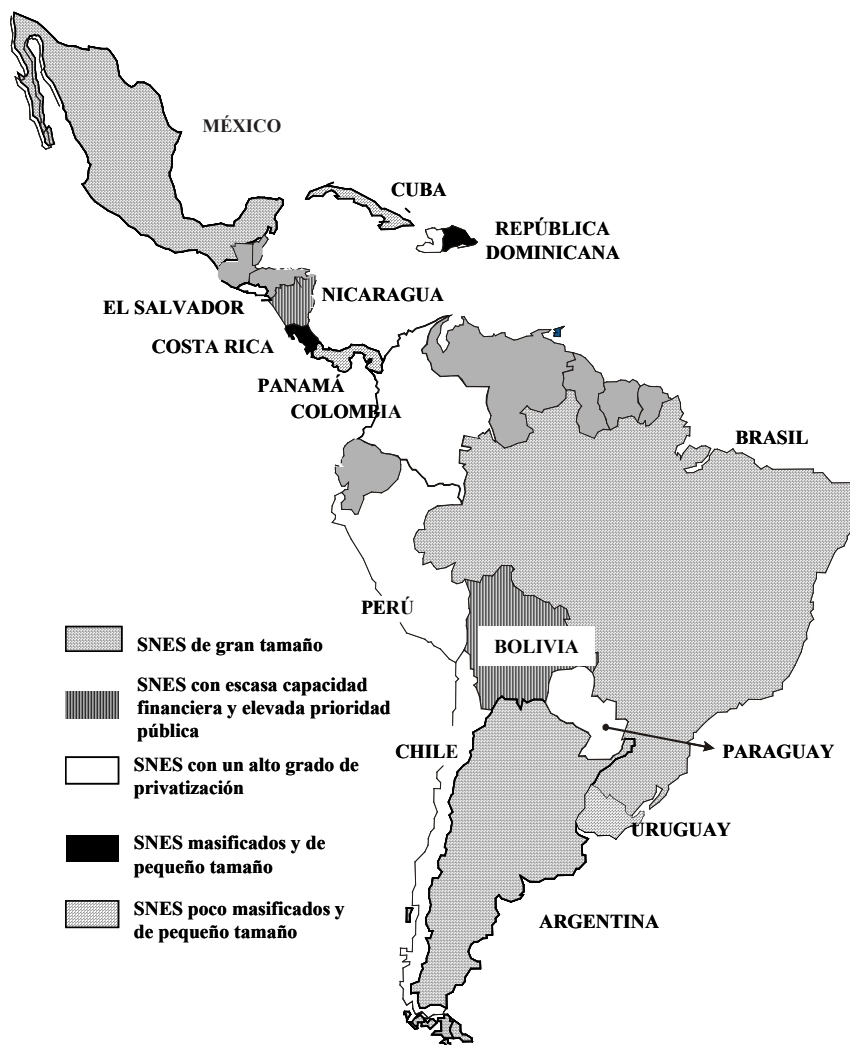 MÉXICO
CUBA
REPÚBLICA
DOMINICANA
NICARAGUA
EL SALVADOR
COSTA RICA
PANAMÁ
COLOMBIA
BRASIL
PERÚ
BOLIVIA
CHILE
PARAGUAY
URUGUAY
ARGENTINA
SNES de gran tamaño
SNES con escasa capacidad
financiera y elevada prioridad
pública
SNES con un alto grado de
privatización
SNES masificados y de
pequeño tamaño
SNES poco masificados y
de pequeño tamaño